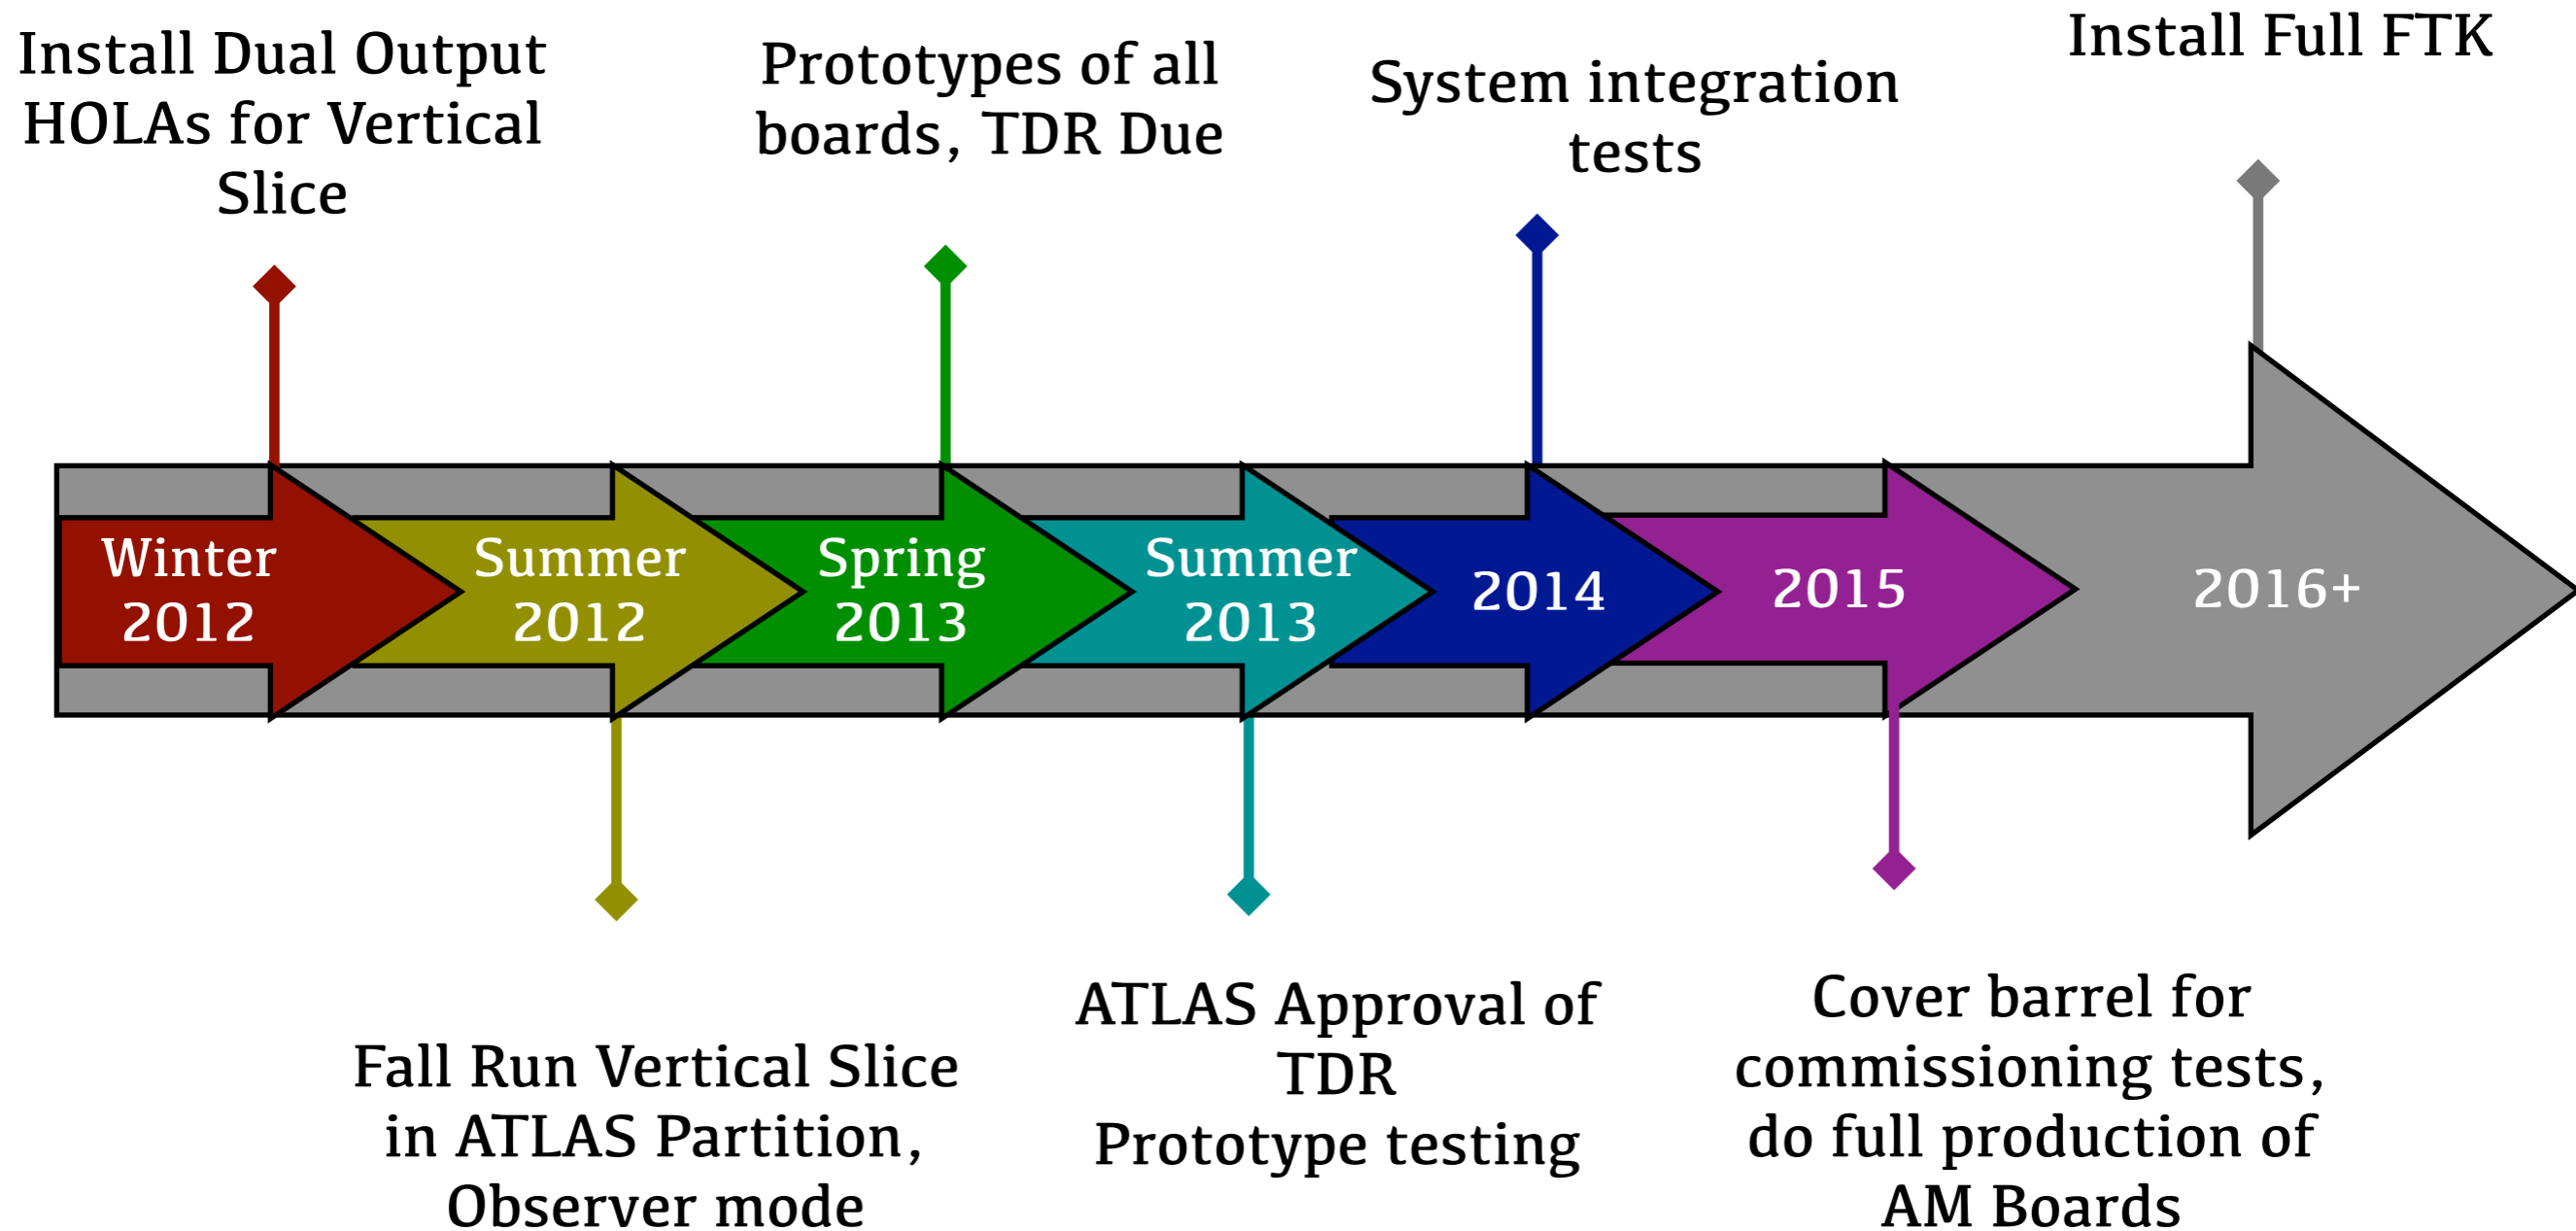 Install Dual Output
HOLAs for Vertical
Slice
Prototypes of all
boards, TDR Due
System integration
tests
Install Full FTK
Winter
2012
Summer
2012
Spring
2013
Summer
2013
2014
2015
2016+
Fall Run Vertical Slice
in ATLAS Partition,
Observer mode
ATLAS Approval of
TDR
Prototype testing
Cover barrel for
commissioning tests,
do full production of
AM Boards